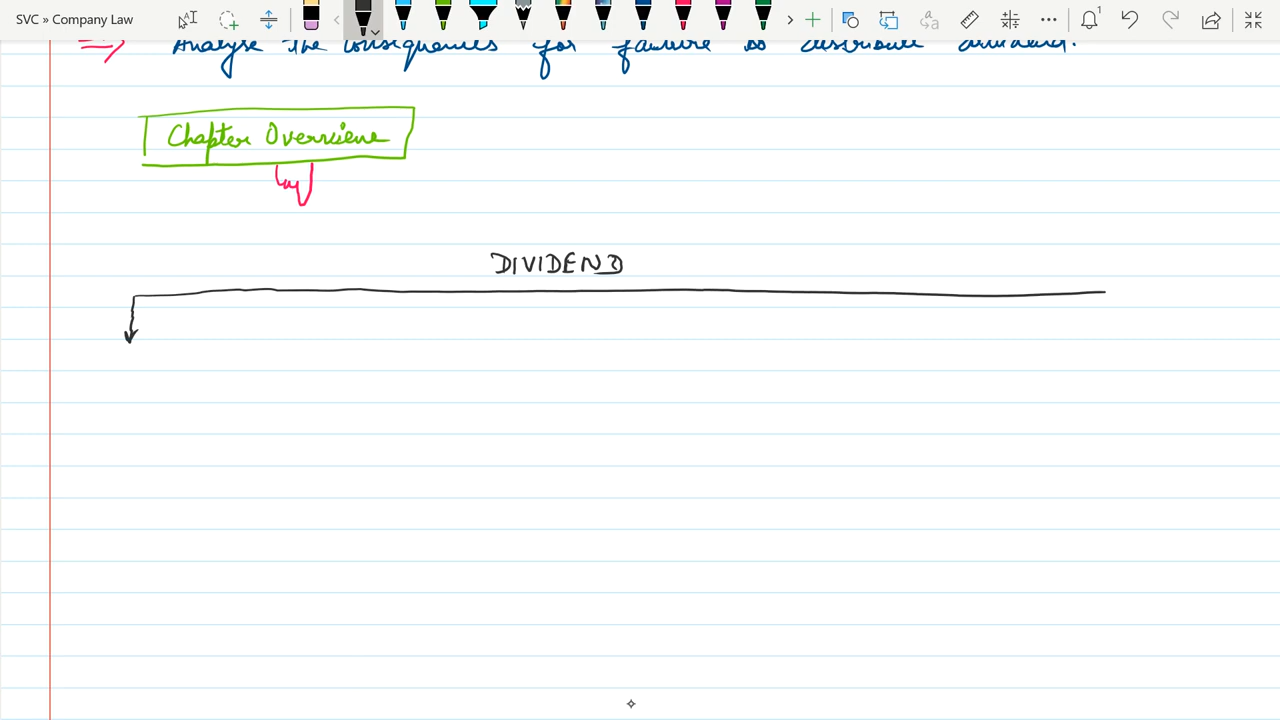 SVC » Company Law
Analyse the consequences for failure to distribute dividend.
Chapter Overview
DIVIDEND